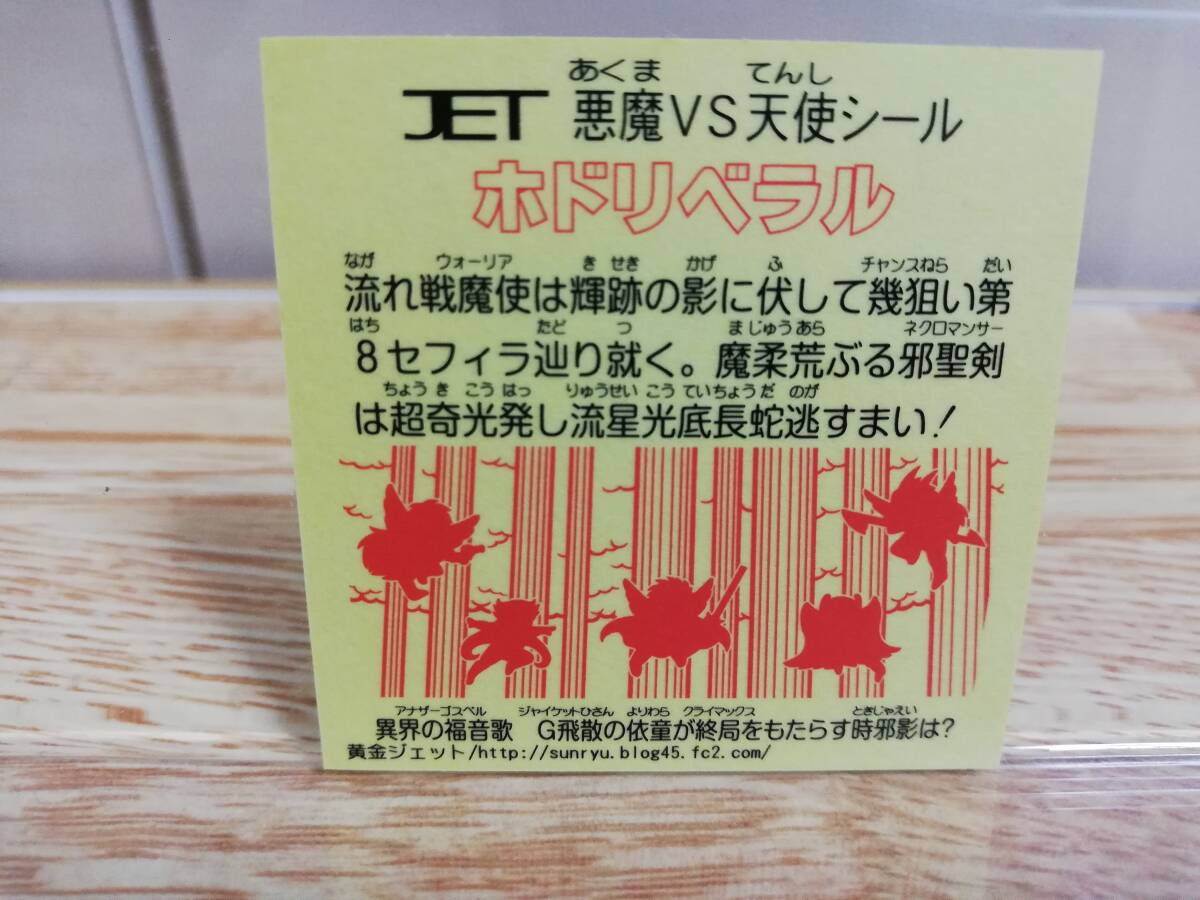 あくま てんし
JET 悪魔VS天使シール
ホドリベラル
なが ウォーリア き せき かげ ふ チャンスねら だい
流れ戦魔使は輝跡の影に伏して幾狙い第
はち たど つ まじゅうあら ネクロマンサー
8セフィラ辿り就く。魔柔荒ぶる邪聖剣
ちょう き こう はっ りゅうせい こう ていちょうだ のが
は超奇光発し流星光底長蛇逃すまい!
アナザーゴスペル ジャイケットひさん よりわら クライマックス ときじゃえい
異界の福音歌 G飛散の依童が終局をもたらす時邪影は?
黄金ジェット/http://sunryu.blog45.fc2.com/